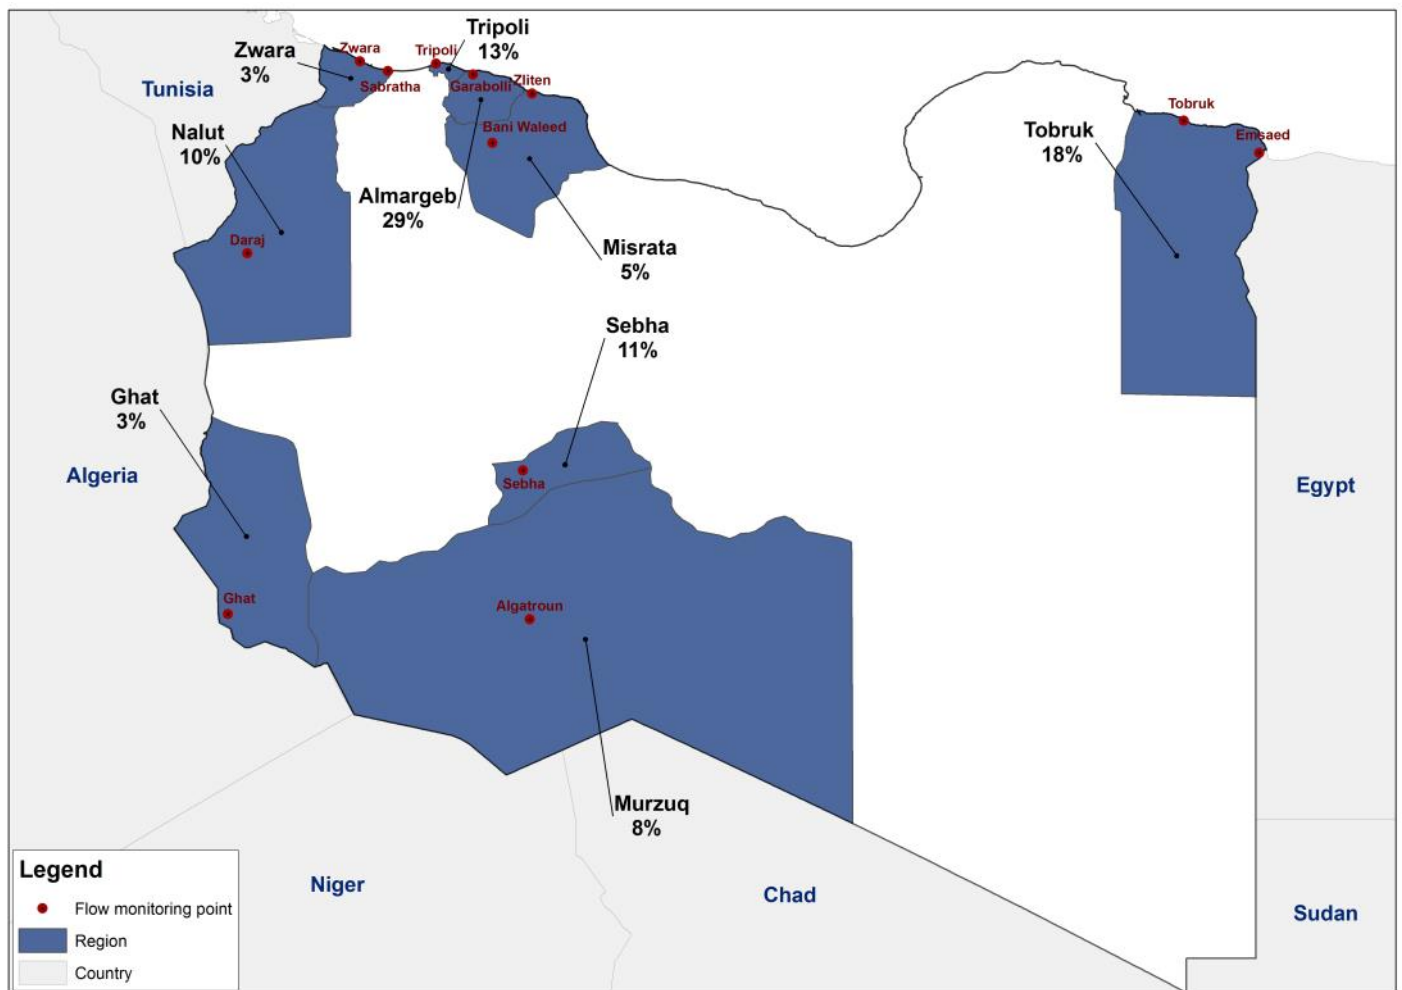 Tripoli
13%
Zwara
3%
Zwara
Tripoli
Sabratha
Garabolli
Zliten
Tunisia
Nalut
10%
Bani Waleed
Tobruk
Tobruk
18%
Emsaed
Almargeb
29%
Daraj
Misrata
5%
Sebha
11%
Ghat
3%
Algeria
Sebha
Egypt
Ghat
Algatroun
Murzuq
8%
Legend
Flow monitoring point
Region
Country
Niger
Chad
Sudan